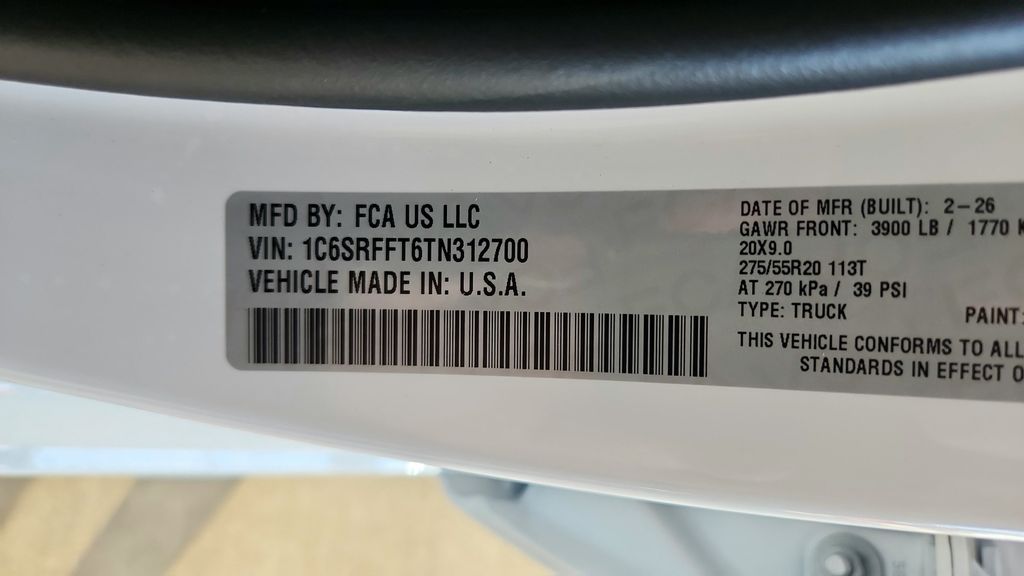 MFD BY: FCA US LLC
VIN: 1C6SRFFT6TN312700
VEHICLE MADE IN: U.S.A.
DATE OF MFR (BUILT): 2-26
GAWR FRONT: 3900 LB / 1770 K
20X9.0
275/55R20 113T
AT 270 kPa / 39 PSI
TYPE: TRUCK PAINT:
THIS VEHICLE CONFORMS TO ALL
STANDARDS IN EFFECT O